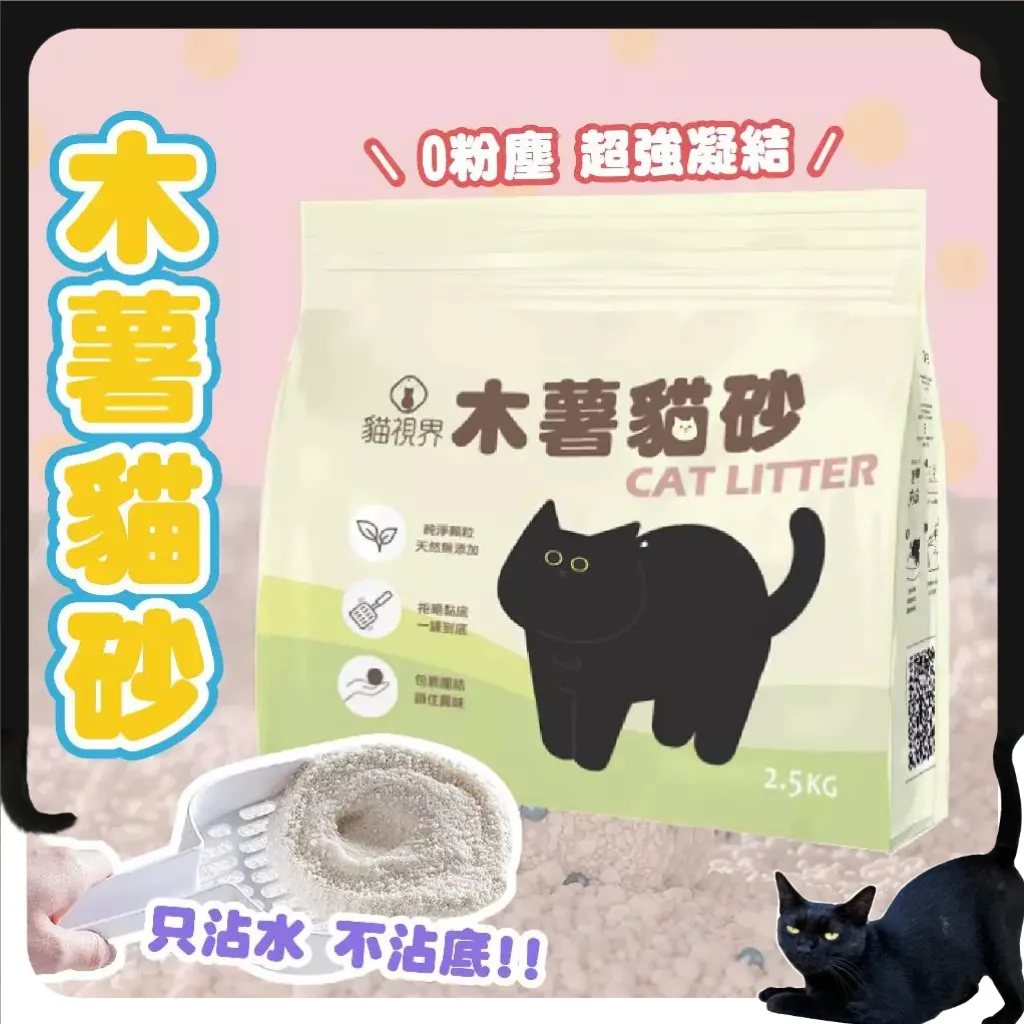 木薯貓砂
\ 0粉塵 超強凝結 /
貓視界 木薯貓砂
CAT LITTER
純淨顆粒
天然無添加
拒絕黏底
一鏟到底
包裹團結
鎖住異味
2.5KG
只沾水 不沾底!!